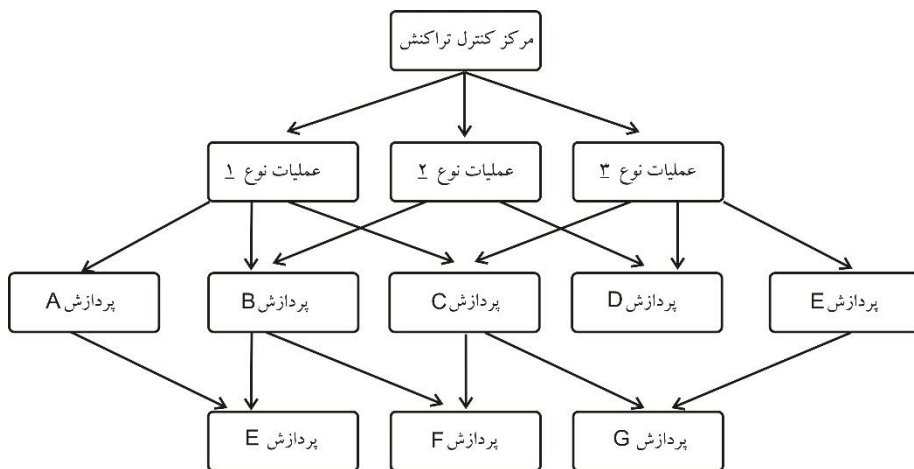 مرکز کنترل تراکنش
عملیات نوع ۳
عملیات نوع ۲
عملیات نوع ۱
پردازش E
پردازش D
پردازش C
پردازش B
پردازش A
پردازش G
پردازش F
پردازش E